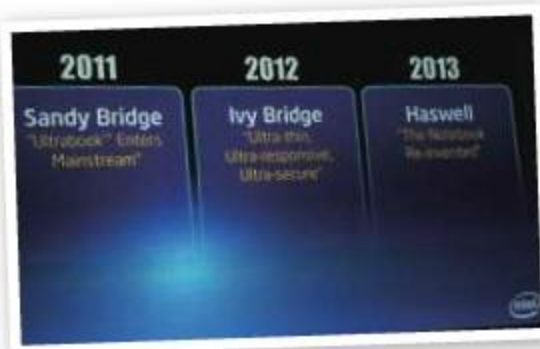 2011
Sandy Bridge
"Ultrabook™ Enters
Mainstream"
2012
Ivy Bridge
"Ultra-thin,
Ultra-responsive,
Ultra-secure"
2013
Haswell
"The Notebook
Re-invented"
intel